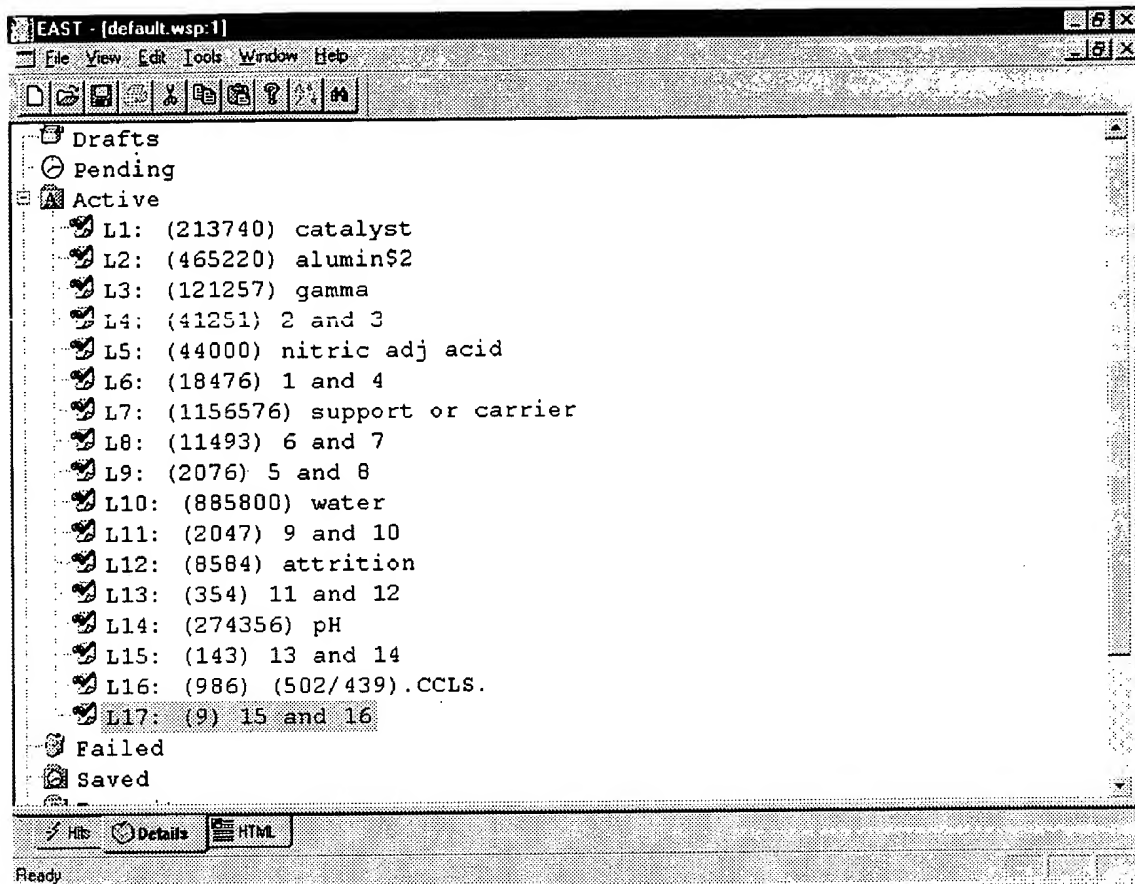 EAST - [default.wsp:1]
File View Edit Tools Window Help
Drafts
Pending
Active
L1: (213740) catalyst
L2: (465220) alumin$2
L3: (121257) gamma
L4: (41251) 2 and 3
L5: (44000) nitric adj acid
L6: (18476) 1 and 4
L7: (1156576) support or carrier
L8: (11493) 6 and 7
L9: (2076) 5 and 8
L10: (885800) water
L11: (2047) 9 and 10
L12: (8584) attrition
L13: (354) 11 and 12
L14: (274356) pH
L15: (143) 13 and 14
L16: (986) (502/439).CCLS.
L17: (9) 15 and 16
Failed
Saved
Hits Details HTML
Ready